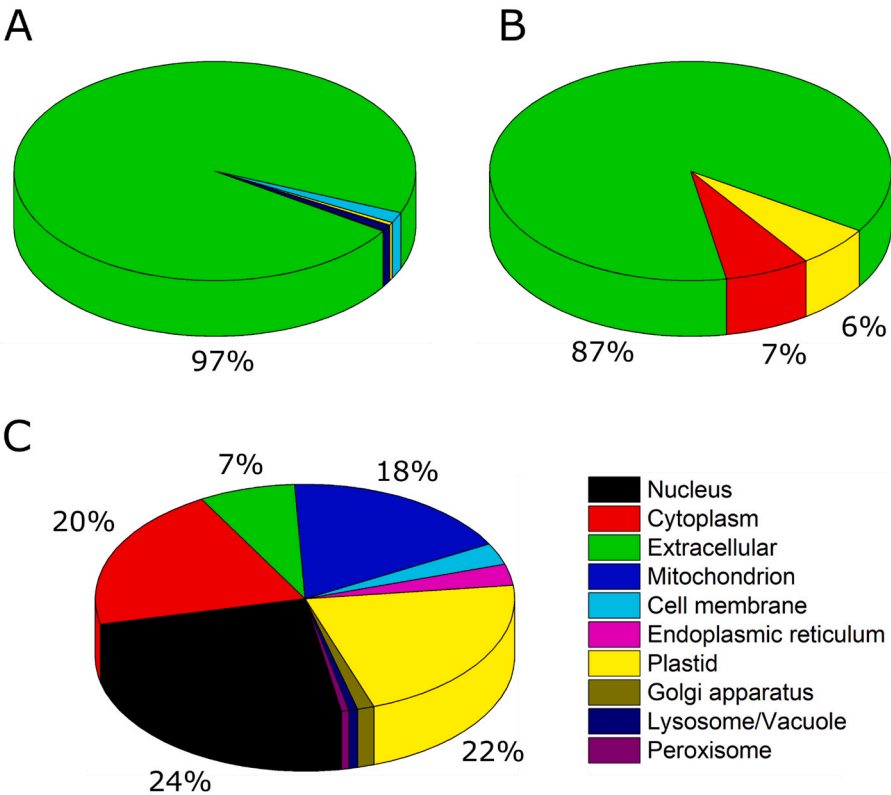 A
B
97%
87%
7%
6%
C
7%
18%
20%
24%
22%
Nucleus
Cytoplasm
Extracellular
Mitochondrion
Cell membrane
Endoplasmic reticulum
Plastid
Golgi apparatus
Lysosome/Vacuole
Peroxisome